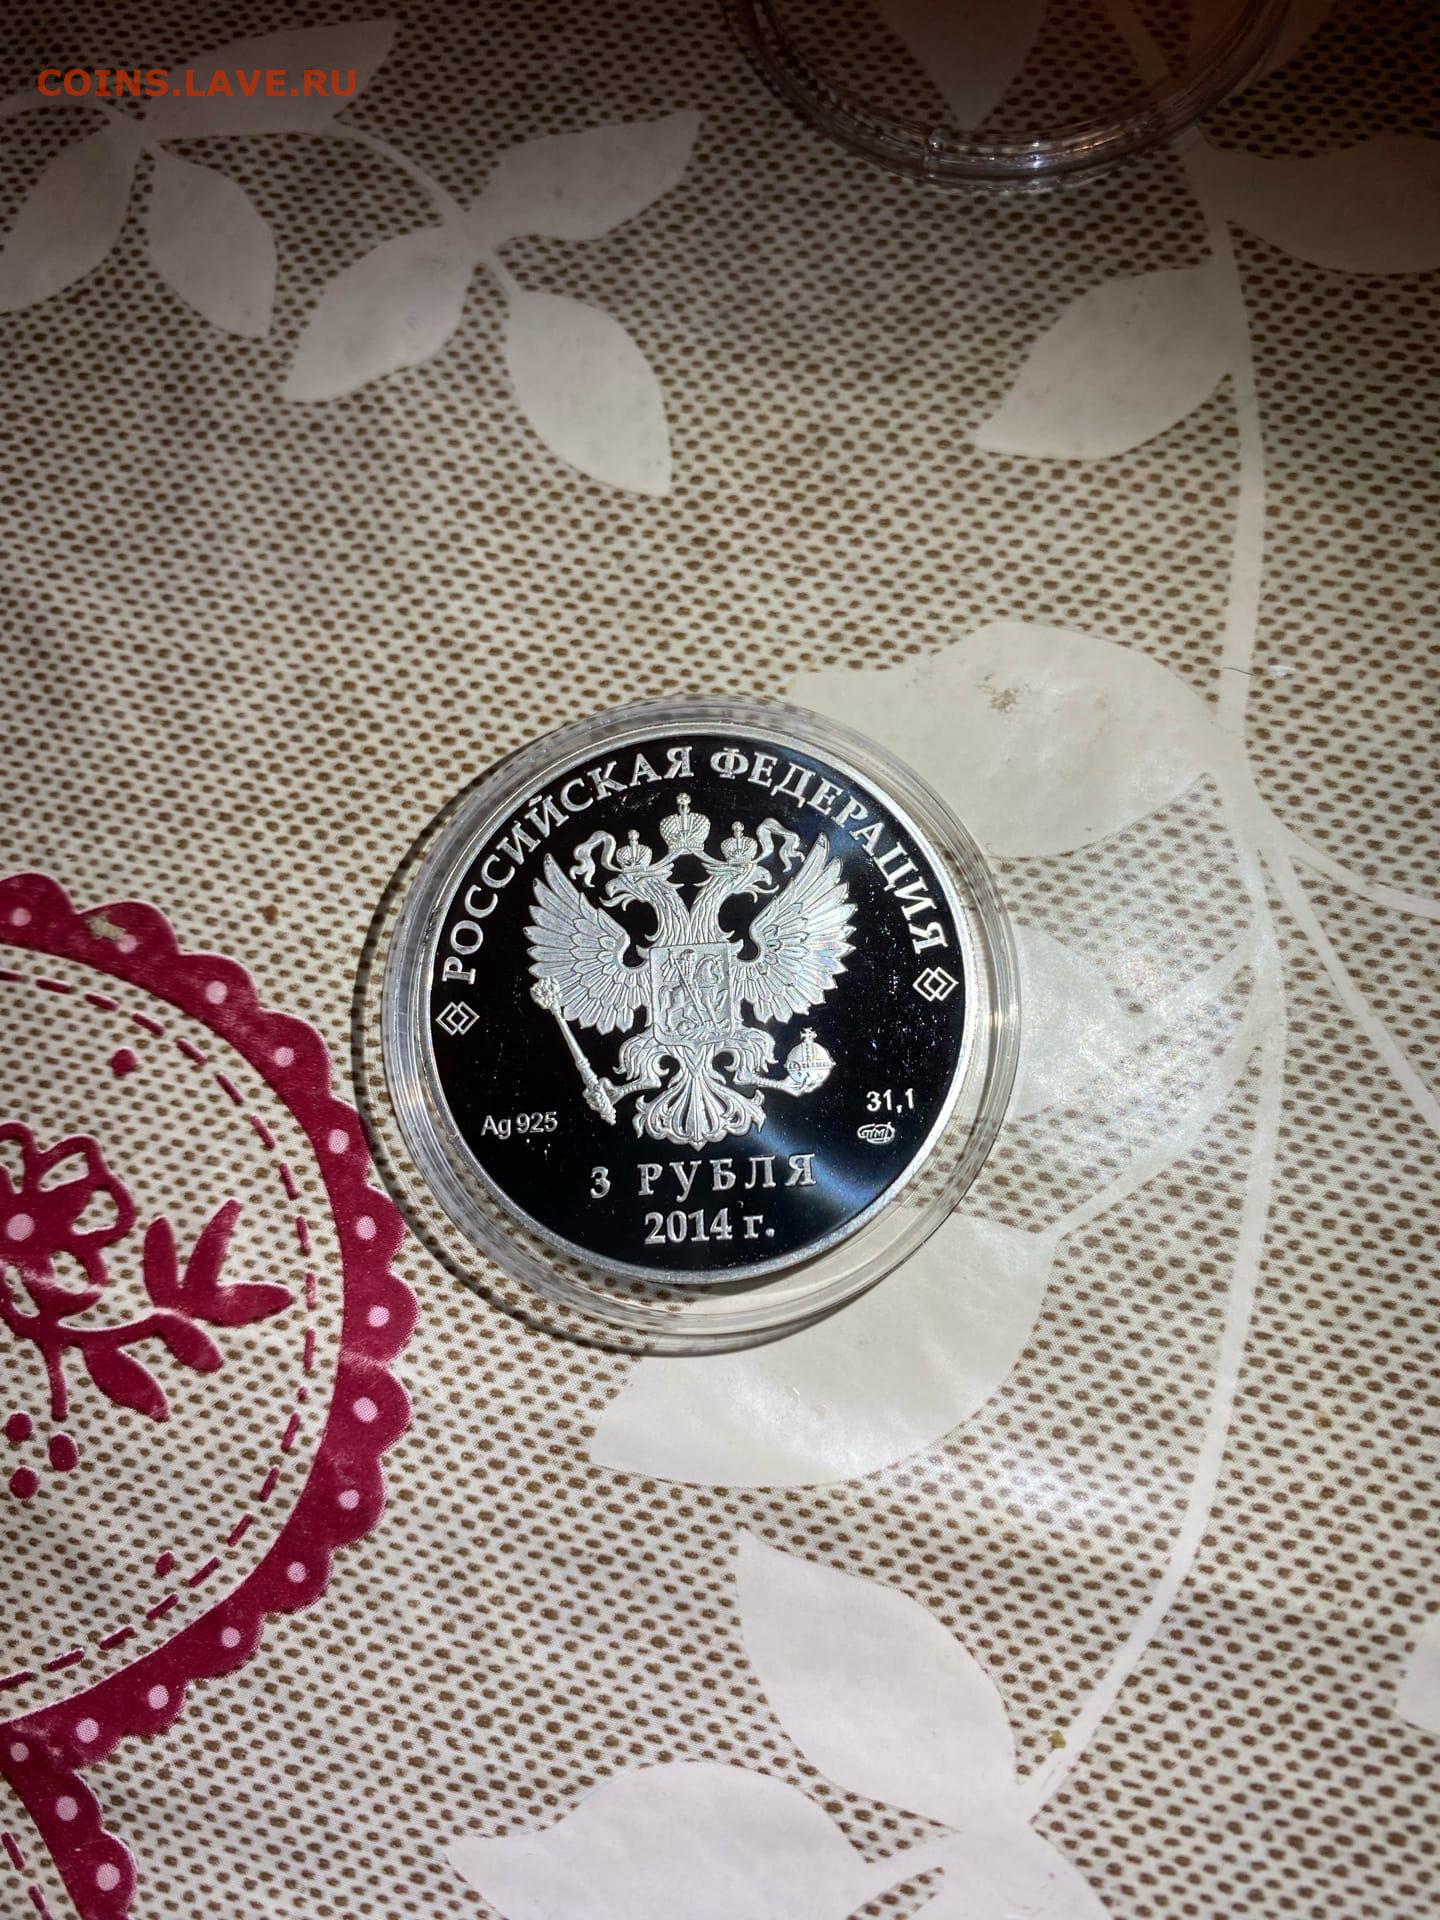 COINS.LAVE.RU
РОССИЙСКАЯ ФЕДЕРАЦИЯ
Ag 925
31,1
3 РУБЛЯ
2014 г.